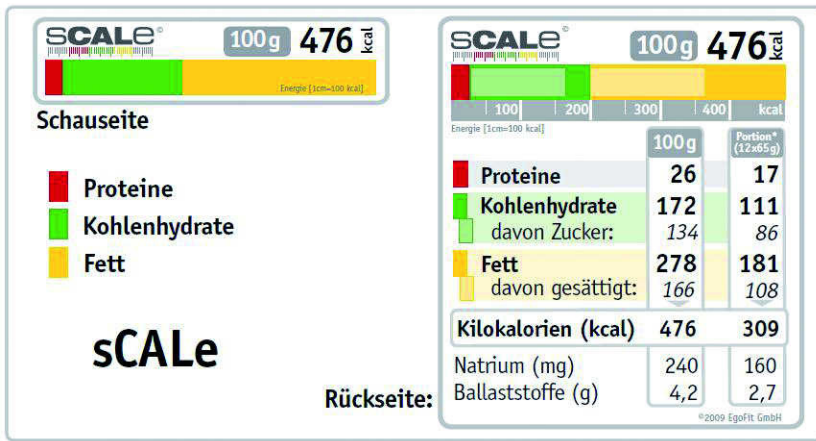 sCALe© 100g 476 kcal
Energie [1cm=100 kcal]
Schauseite
Proteine
Kohlenhydrate
Fett
sCALe
Rückseite:
sCALe© 100g 476 kcal
100 200 300 400 kcal
Energie [1cm=100 kcal]
100g Portion*
(12x65g)
Proteine 26 17
Kohlenhydrate 172 111
davon Zucker: 134 86
Fett 278 181
davon gesättigt: 166 108
Kilokalorien (kcal) 476 309
Natrium (mg) 240 160
Ballaststoffe (g) 4,2 2,7
©2009 EgoFit GmbH